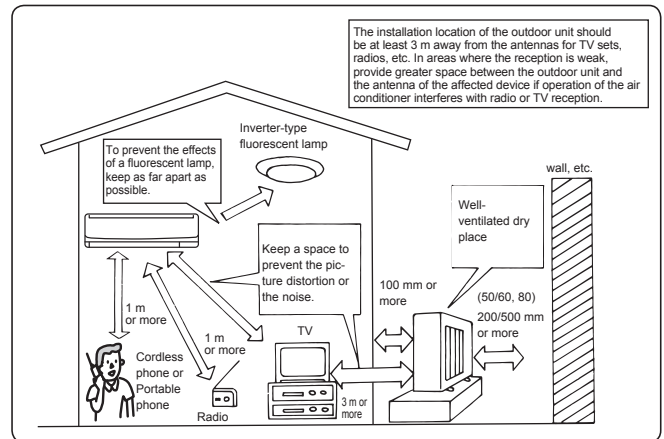 The installation location of the outdoor unit should
be at least 3 m away from the antennas for TV sets,
radios, etc. In areas where the reception is weak,
provide greater space between the outdoor unit and
the antenna of the affected device if operation of the air
conditioner interferes with radio or TV reception.
Inverter-type
fluorescent lamp
To prevent the effects
of a fluorescent lamp,
keep as far apart as
possible.
wall, etc.
Well-
ventilated dry
place
Keep a space to
prevent the pic-
ture distortion or
the noise.
100 mm or
more
(50/60, 80)
200/500 mm
or more
1 m
or more
1 m
or more
TV
Cordless
phone or
Portable
phone
Radio
3 m or
more